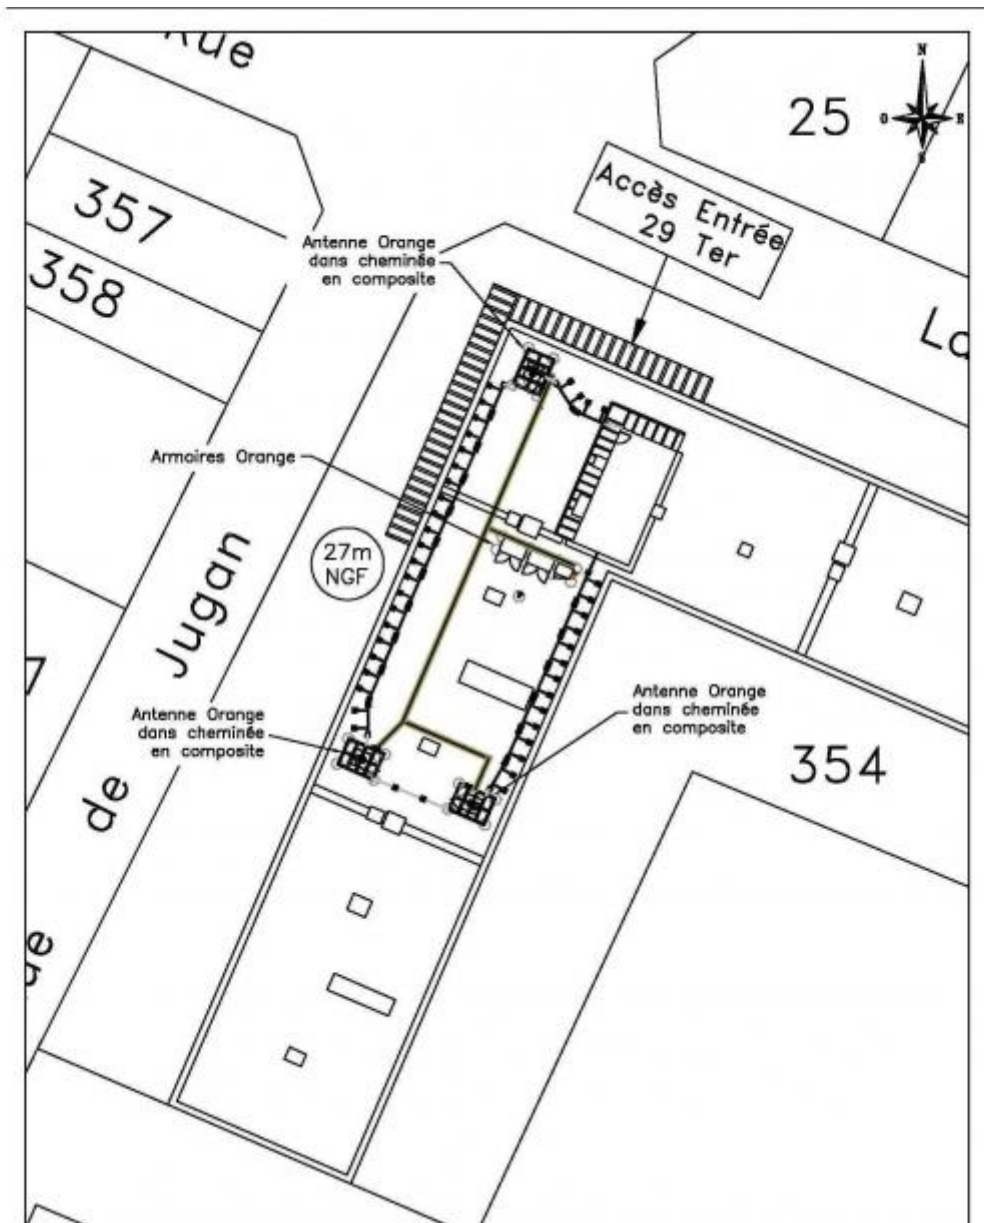 Rue
N
25
O
E
S
357
Accès Entrée
29 Ter
Antenne Orange
dans cheminée
en composite
358
La
Armoires Orange
27m
NGF
Jugan
Antenne Orange
dans cheminée
en composite
Antenne Orange
dans cheminée
en composite
354
de
ue